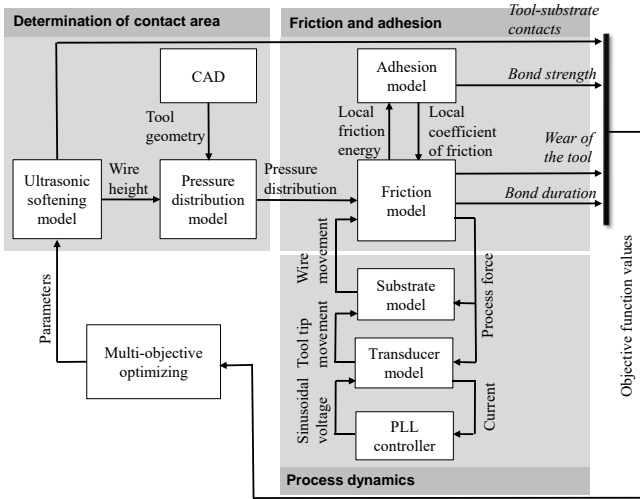 Determination of contact area
Friction and adhesion
Tool-substrate
contacts
CAD
Adhesion
model
Bond strength
Tool
geometry
Local
friction
energy
Local
coefficient
of friction
Wear of
the tool
Ultrasonic
softening
model
Wire
height
Pressure
distribution
model
Pressure
distribution
Friction
model
Bond duration
Wire
movement
Substrate
model
Process force
Parameters
Multi-objective
optimizing
Tool tip
movement
Transducer
model
Objective function values
Sinusoidal
voltage
PLL
controller
Current
Process dynamics